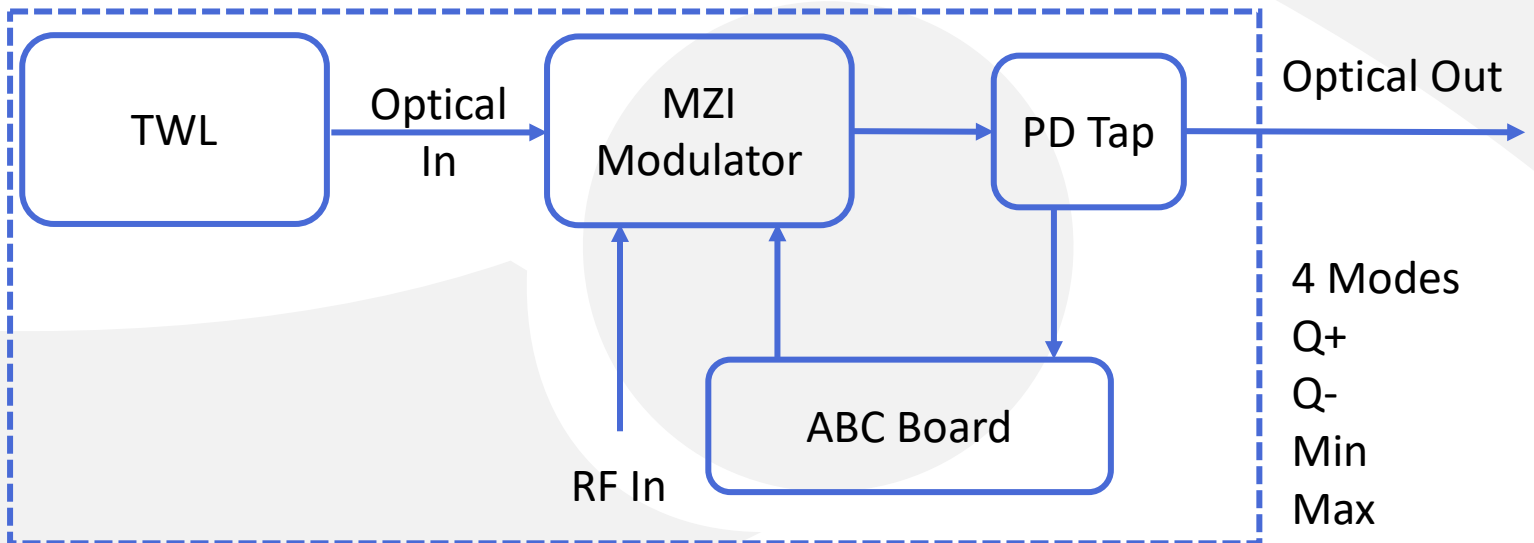 TWL
Optical
In
MZI
Modulator
PD Tap
Optical Out
ABC Board
RF In
4 Modes
Q+
Q-
Min
Max